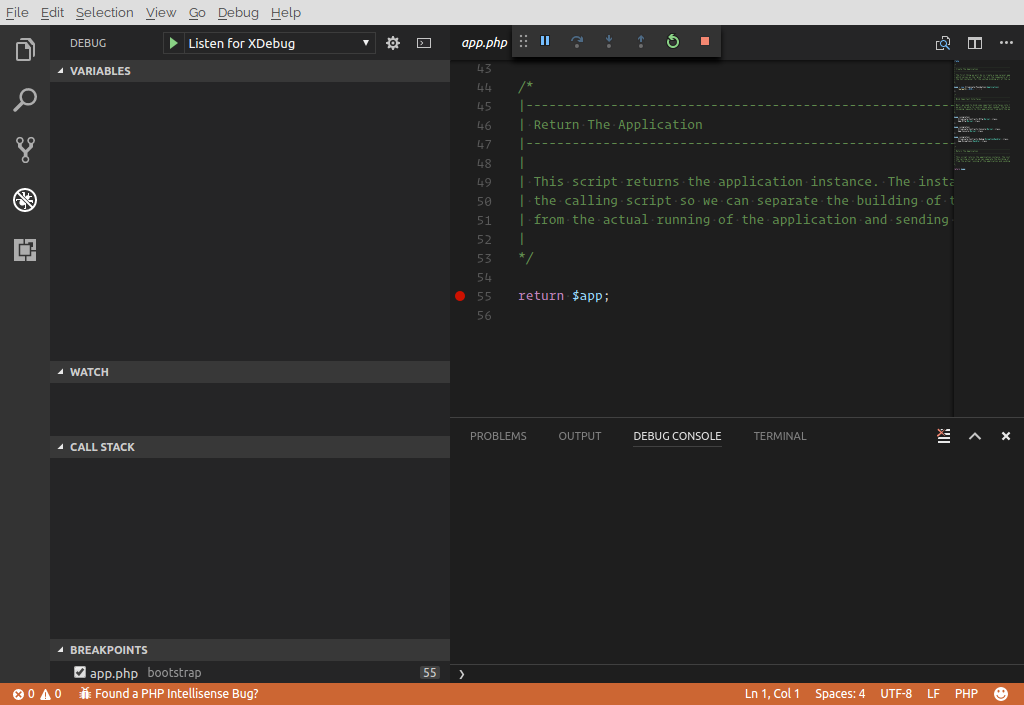 File Edit Selection View Go Debug Help
DEBUG Listen for XDebug
app.php
VARIABLES
WATCH
CALL STACK
BREAKPOINTS
app.php bootstrap 55
43
44 /*
45 |--------------------------------------------------------
46 | Return The Application
47 |--------------------------------------------------------
48 |
49 | This script returns the application instance. The insta
50 | the calling script so we can separate the building of t
51 | from the actual running of the application and sending
52 |
53 */
54
55 return $app;
56
PROBLEMS OUTPUT DEBUG CONSOLE TERMINAL
❯
0 0 Found a PHP Intellisense Bug? Ln 1, Col 1 Spaces: 4 UTF-8 LF PHP